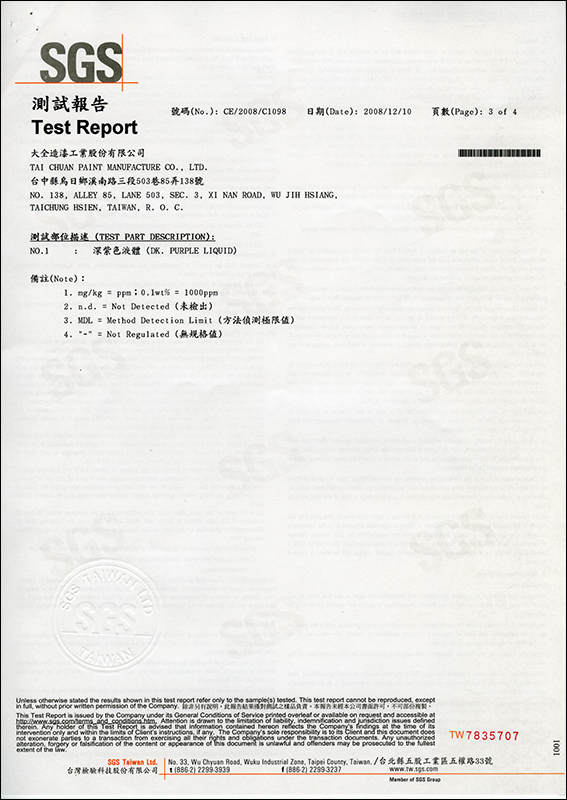 SGS
測試報告
Test Report
號碼(No.): CE/2008/C1098 日期(Date): 2008/12/10 頁數(Page): 3 of 4
大全造漆工業股份有限公司
TAI CHUAN PAINT MANUFACTURE CO., LTD.
台中縣烏日鄉溪南路三段503巷85弄138號
NO. 138, ALLEY 85, LANE 503, SEC. 3, XI NAN ROAD, WU JIH HSIANG,
TAICHUNG HSIEN, TAIWAN, R. O. C.
測試部位描述 (TEST PART DESCRIPTION):
NO.1 : 深紫色液體 (DK. PURPLE LIQUID)
備註(Note):
1. mg/kg = ppm;0.1wt% = 1000ppm
2. n.d. = Not Detected (未檢出)
3. MDL = Method Detection Limit (方法偵測極限值)
4. "-" = Not Regulated (無規格值)
SGS
SGS
SGS
SGS
SGS
SGS
SGS
SGS TAIWAN LTD
SGS
TAIWAN
Unless otherwise stated the results shown in this test report refer only to the sample(s) tested. This test report cannot be reproduced, except
in full, without prior written permission of the Company. 除非另有說明，此報告結果僅對測試之樣品負責。本報告未經本公司書面許可，不可部份複製。
This Test Report is issued by the Company under its General Conditions of Service printed overleaf or available on request and accessible at
http://www.sgs.com/terms_and_conditions.htm. Attention is drawn to the limitation of liability, indemnification and jurisdiction issues defined
therein. Any holder of this Test Report is advised that information contained hereon reflects the Company's findings at the time of its
intervention only and within the limits of Client's instructions, if any. The Company's sole responsibility is to its Client and this document does
not exonerate parties to a transaction from exercising all their rights and obligations under the transaction documents. Any unauthorized
alteration, forgery or falsification of the content or appearance of this document is unlawful and offenders may be prosecuted to the fullest
extent of the law.
TW7835707
1001
SGS Taiwan Ltd. No. 33, Wu Chyuan Road, Wuku Industrial Zone, Taipei County, Taiwan. /台北縣五股工業區五權路33號
台灣檢驗科技股份有限公司 t (886-2) 2299-3939 f (886-2) 2299-3237 www.tw.sgs.com
Member of SGS Group